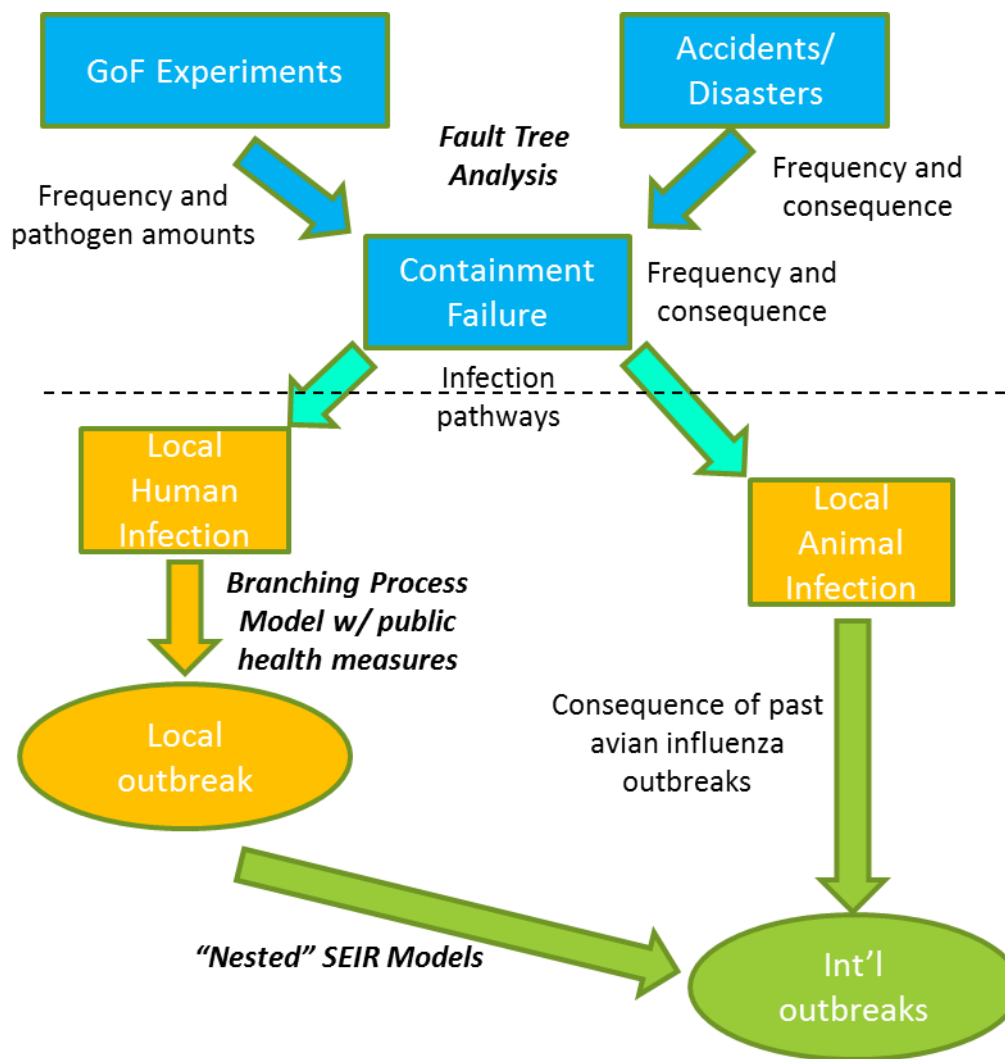 GoF Experiments
Accidents/
Disasters
Fault Tree
Analysis
Frequency and
pathogen amounts
Frequency and
consequence
Containment
Failure
Frequency and
consequence
Infection
pathways
Local
Human
Infection
Local
Animal
Infection
Branching Process
Model w/ public
health measures
Local
outbreak
Consequence of past
avian influenza
outbreaks
“Nested” SEIR Models
Int’l
outbreaks